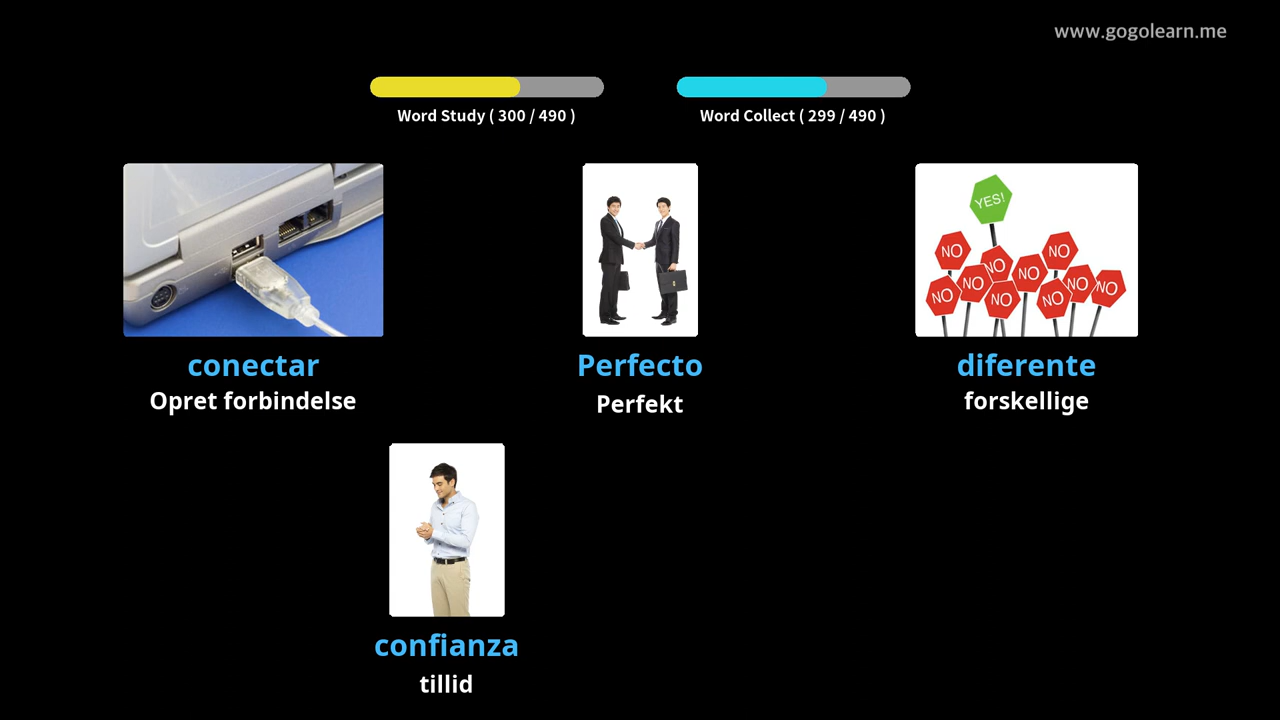 www.gogolearn.me
Word Study ( 300 / 490 )
Word Collect ( 299 / 490 )
YES!
NO
NO
NO
NO
NO
NO
NO
NO
NO
NO
conectar
Opret forbindelse
Perfecto
Perfekt
diferente
forskellige
confianza
tillid